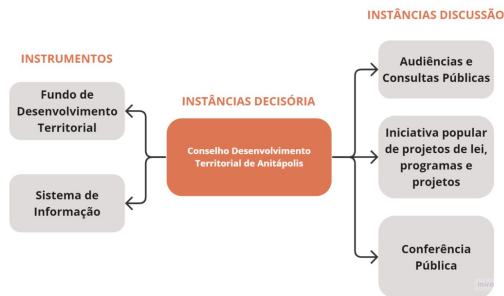 INSTÂNCIAS DISCUSSÃO
INSTRUMENTOS
Fundo de
Desenvolvimento
Territorial
Sistema de
Informação
INSTÂNCIAS DECISÓRIA
Conselho Desenvolvimento
Territorial de Anitápolis
Audiências e
Consultas Públicas
Iniciativa popular
de projetos de lei,
programas e
projetos
Conferência
Pública
miro